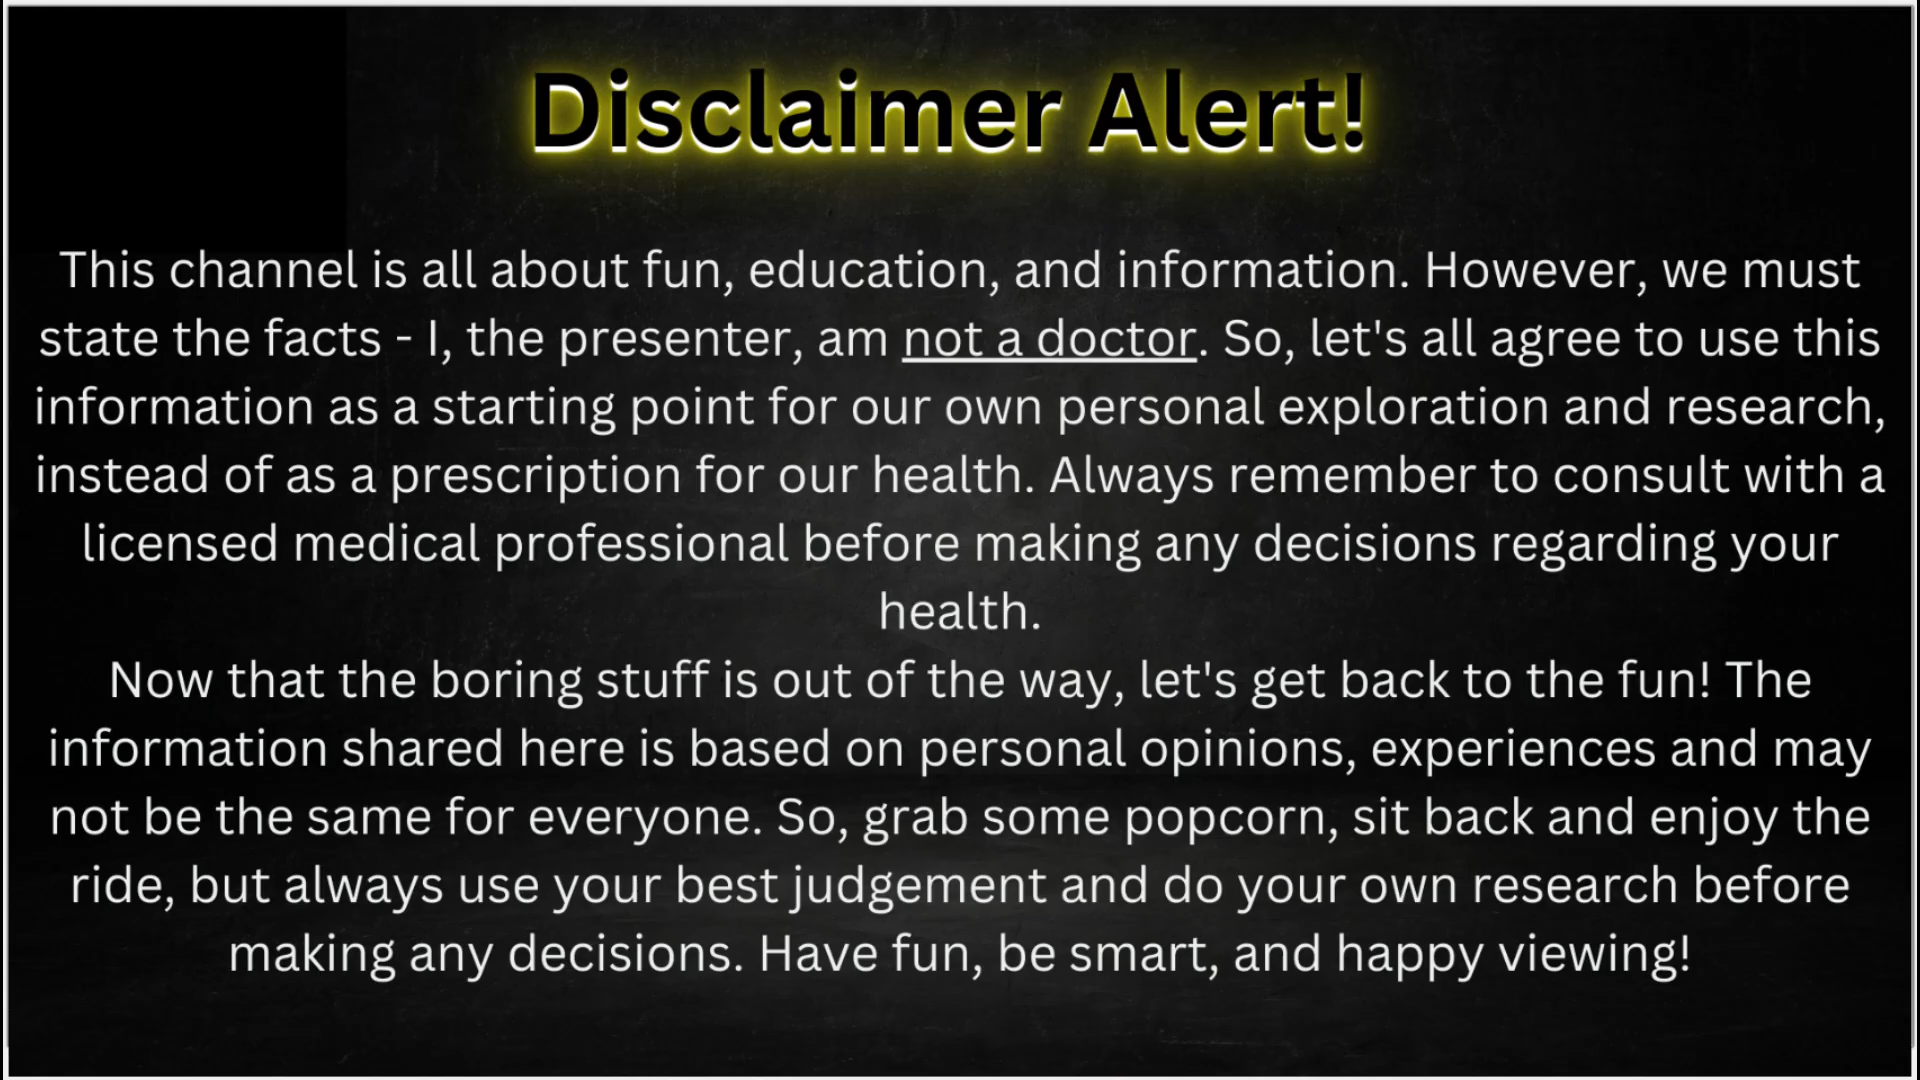 Disclaimer Alert!
This channel is all about fun, education, and information. However, we must
state the facts - I, the presenter, am not a doctor. So, let's all agree to use this
information as a starting point for our own personal exploration and research,
instead of as a prescription for our health. Always remember to consult with a
licensed medical professional before making any decisions regarding your
health.
Now that the boring stuff is out of the way, let's get back to the fun! The
information shared here is based on personal opinions, experiences and may
not be the same for everyone. So, grab some popcorn, sit back and enjoy the
ride, but always use your best judgement and do your own research before
making any decisions. Have fun, be smart, and happy viewing!